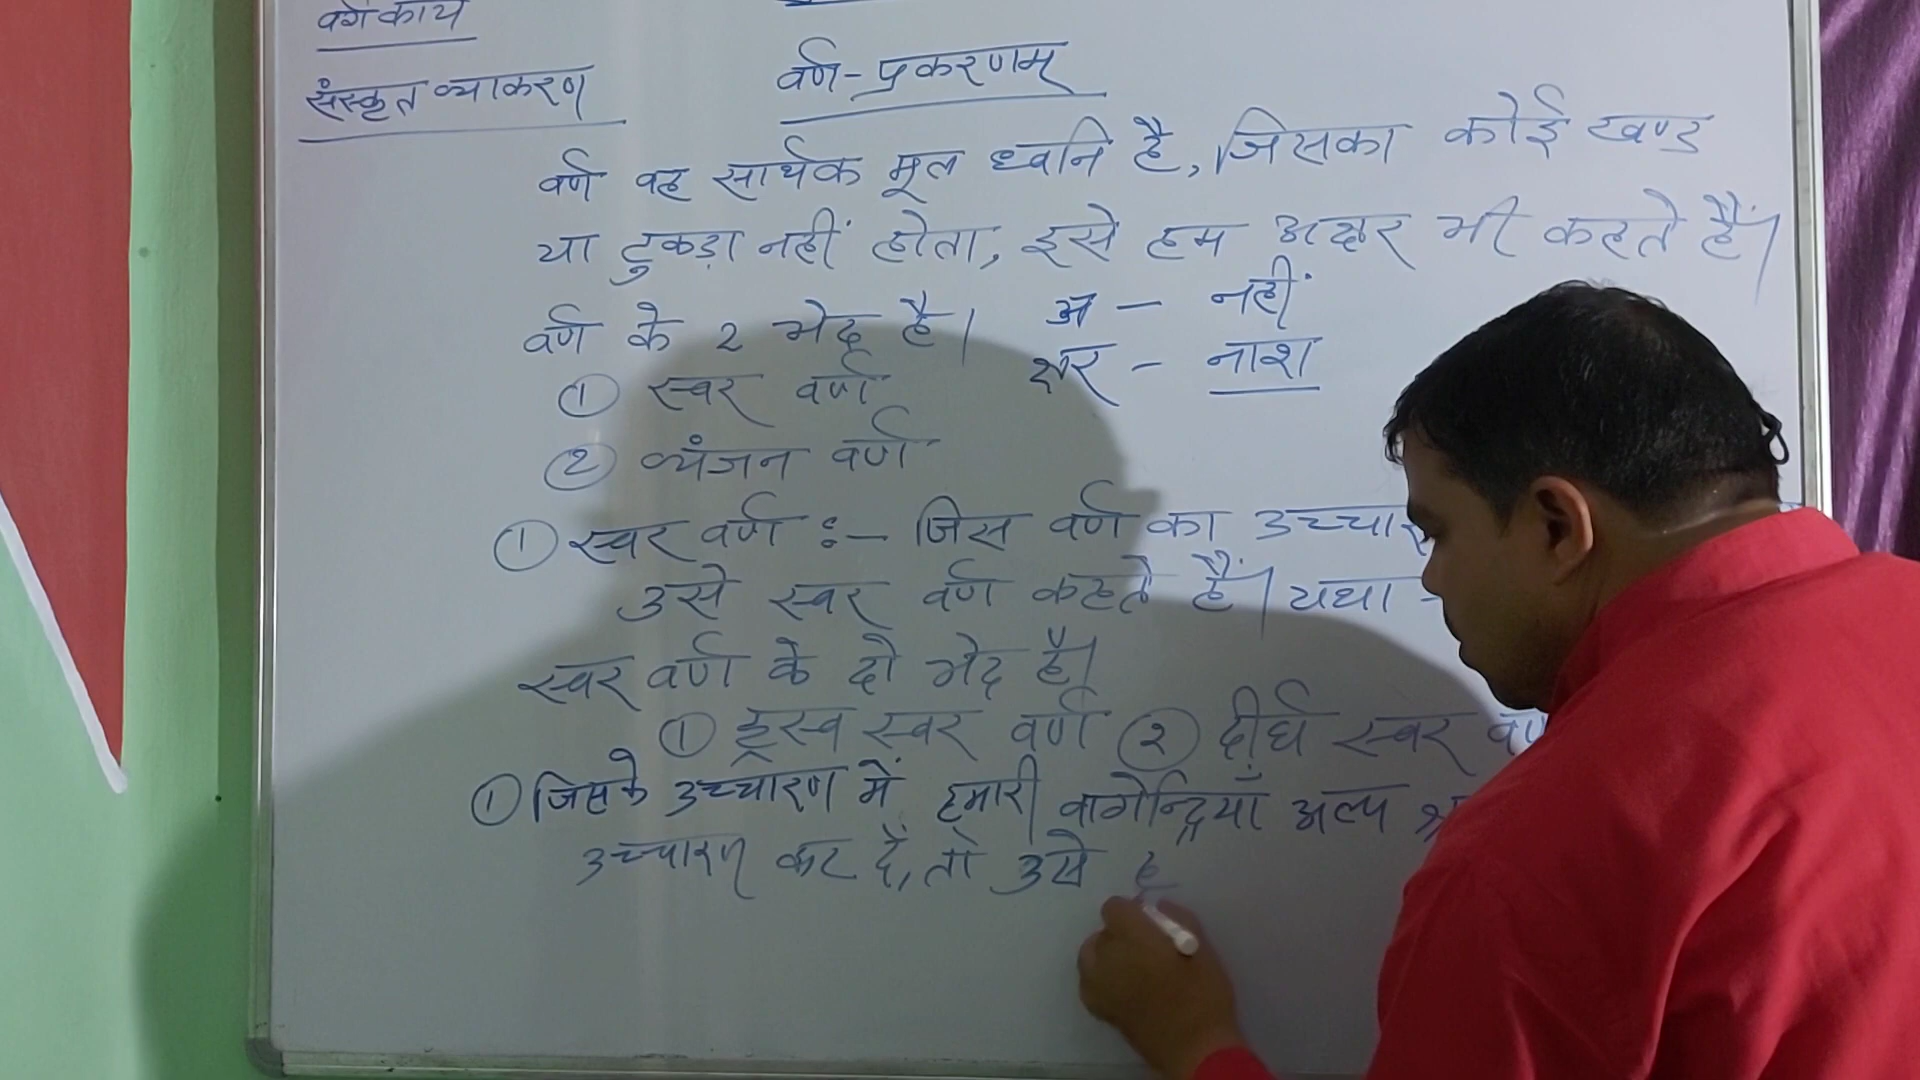 वर्ग कार्य
संस्कृत व्याकरण
वर्ण-प्रकरणम्
वर्ण वह सार्थक मूल ध्वनि है, जिसका कोई खण्ड
या टुकड़ा नहीं होता, इसे हम अक्षर भी कहते हैं।
वर्ण के 2 भेद है।
अ - नहीं
क्षर - नाश
① स्वर वर्ण
② व्यंजन वर्ण
① स्वर वर्ण :- जिस वर्ण का
उसे स्वर वर्ण कहते हैं। यथा -
स्वर वर्ण के दो भेद है।
① ह्रस्व स्वर वर्ण ② दीर्घ स्वर
① जिसके उच्चारण में हमारी वागेन्द्रियाँ अल्प
उच्चारण कर दें, तो उसे